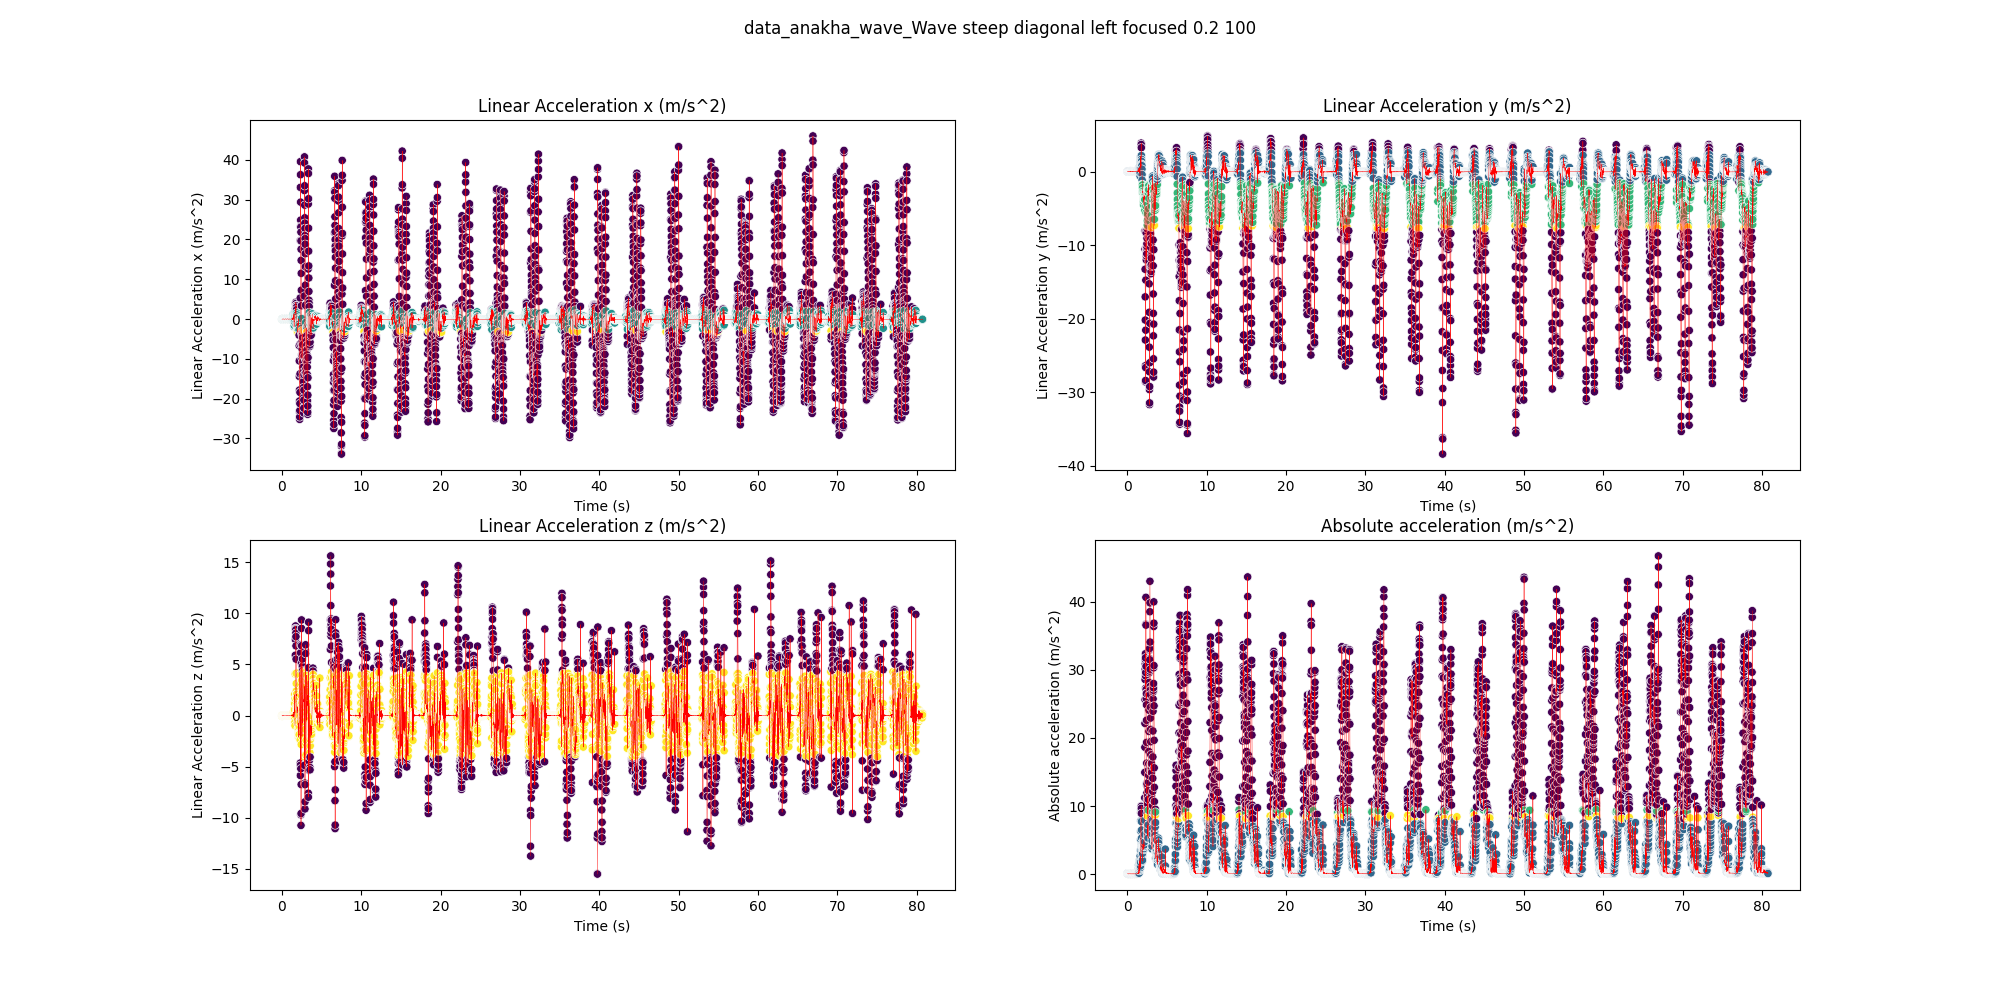 data_anakha_wave_Wave steep diagonal left focused 0.2 100
Linear Acceleration x (m/s^2)
Linear Acceleration x (m/s^2)
40
30
20
10
0
−10
−20
−30
0 10 20 30 40 50 60 70 80
Time (s)
Linear Acceleration y (m/s^2)
Linear Acceleration y (m/s^2)
0
−10
−20
−30
−40
0 10 20 30 40 50 60 70 80
Time (s)
Linear Acceleration z (m/s^2)
Linear Acceleration z (m/s^2)
15
10
5
0
−5
−10
−15
0 10 20 30 40 50 60 70 80
Time (s)
Absolute acceleration (m/s^2)
Absolute acceleration (m/s^2)
40
30
20
10
0
0 10 20 30 40 50 60 70 80
Time (s)